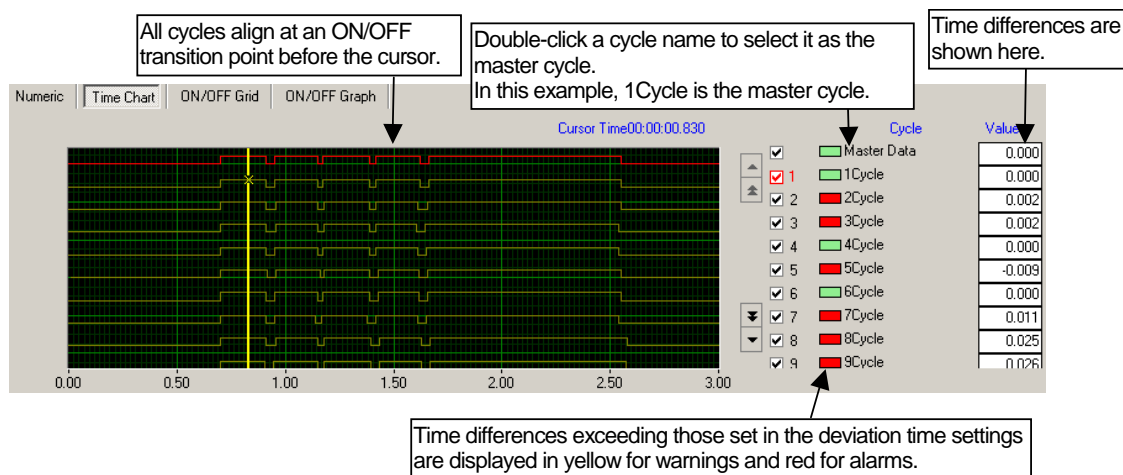 All cycles align at an ON/OFF
transition point before the cursor.
Double-click a cycle name to select it as the
master cycle.
In this example, 1Cycle is the master cycle.
Time differences are
shown here.
Numeric Time Chart ON/OFF Grid ON/OFF Graph
Cursor Time00:00:00.830 Cycle Value
Master Data 0.000
1 1Cycle 0.000
2 2Cycle 0.002
3 3Cycle 0.002
4 4Cycle 0.000
5 5Cycle -0.009
6 6Cycle 0.000
7 7Cycle 0.011
8 8Cycle 0.025
9 9Cycle 0.026
0.00 0.50 1.00 1.50 2.00 2.50 3.00
Time differences exceeding those set in the deviation time settings
are displayed in yellow for warnings and red for alarms.